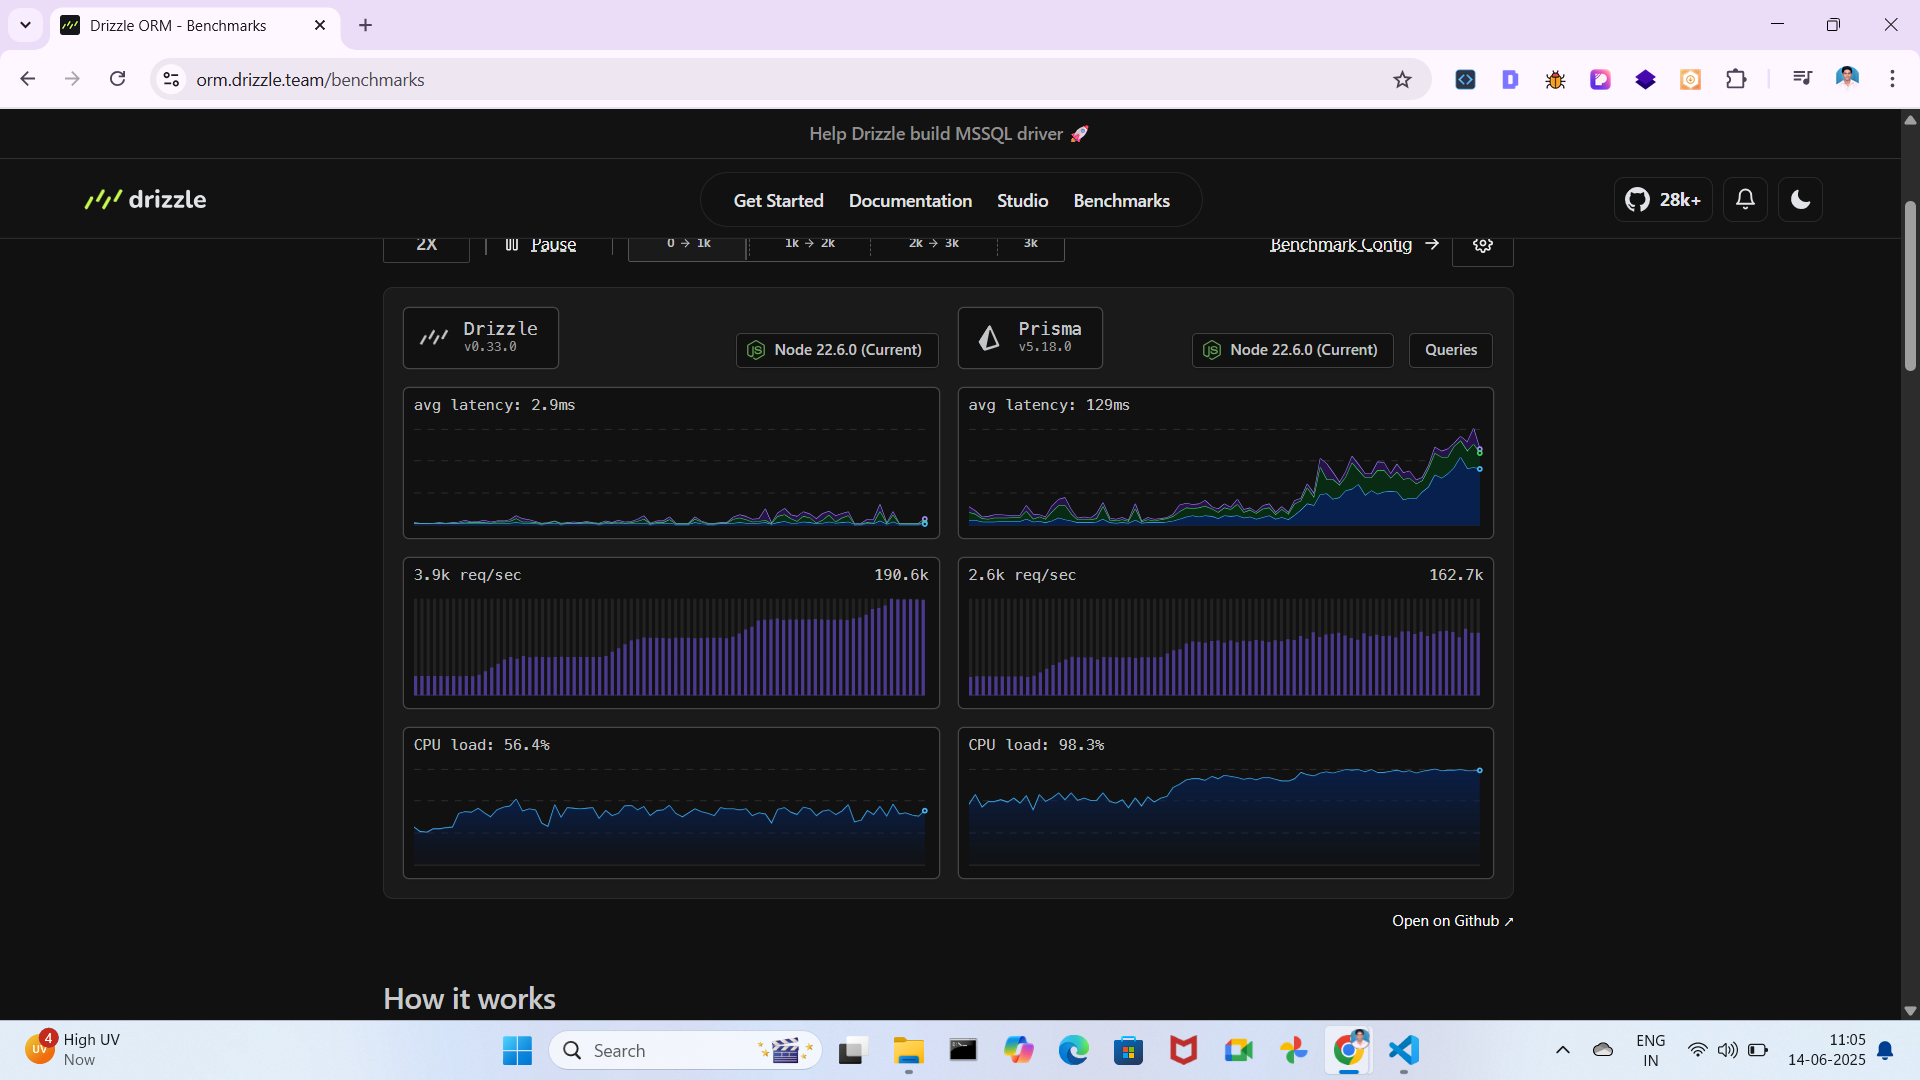 Drizzle ORM - Benchmarks
orm.drizzle.team/benchmarks
Help Drizzle build MSSQL driver 🚀
drizzle
Get Started Documentation Studio Benchmarks
28k+
2X Pause 0 → 1k 1k → 2k 2k → 3k 3k Benchmark Config →
Drizzle
v0.33.0
Node 22.6.0 (Current)
Prisma
v5.18.0
Node 22.6.0 (Current)
Queries
avg latency: 2.9ms
avg latency: 129ms
3.9k req/sec 190.6k
2.6k req/sec 162.7k
CPU load: 56.4%
CPU load: 98.3%
Open on Github ↗
How it works
4
UV
High UV
Now
Search
ENG
IN
11:05
14-06-2025